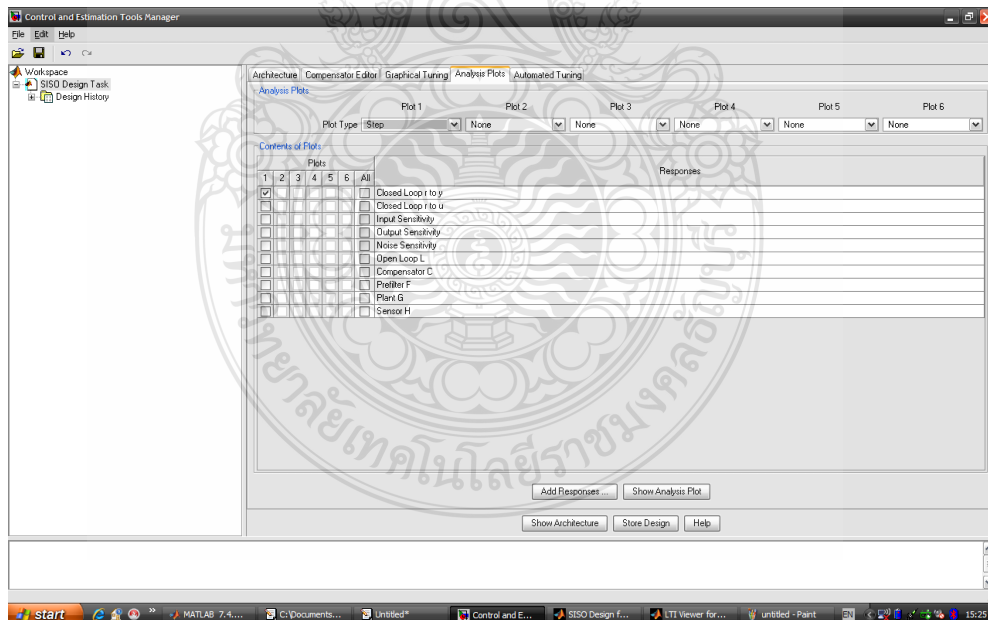 Control and Estimation Tools Manager
File Edit Help
Workspace
SISO Design Task
Design History
Architecture Compensator Editor Graphical Tuning Analysis Plots Automated Tuning
Analysis Plots
Plot 1 Plot 2 Plot 3 Plot 4 Plot 5 Plot 6
Plot Type Step None None None None None
Contents of Plots
Plots
Responses
1 2 3 4 5 6 All
Closed Loop r to y
Closed Loop r to u
Input Sensitivity
Output Sensitivity
Noise Sensitivity
Open Loop L
Compensator C
Prefilter F
Plant G
Sensor H
Add Responses ... Show Analysis Plot
Show Architecture Store Design Help
start MATLAB 7.4.... C:\Documents... Untitled* Control and E... SISO Design f... LTI Viewer for... untitled - Paint EN 15:25